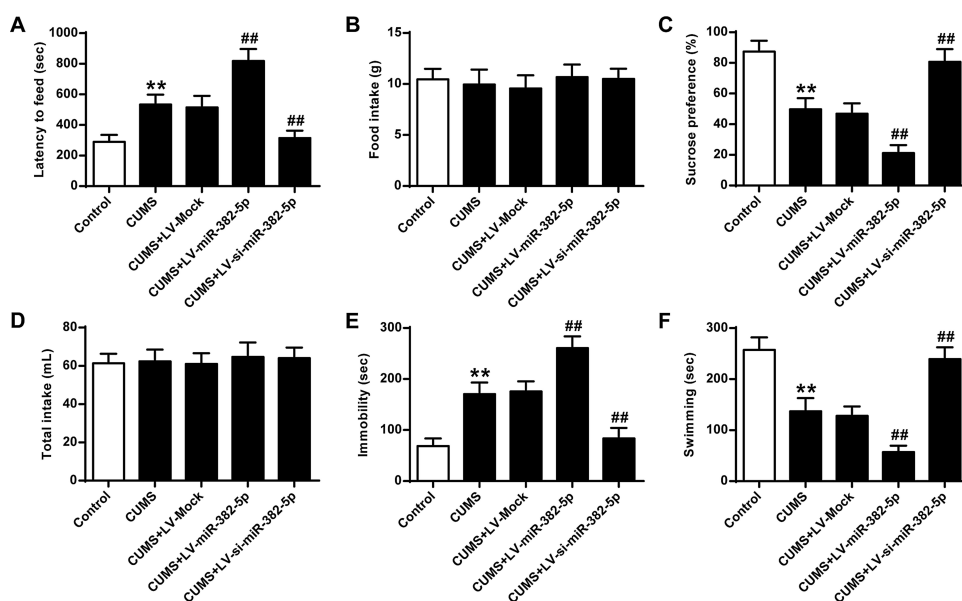 A
Latency to feed (sec)
1000
800
600
400
200
0
**
##
##
Control
CUMS
CUMS+LV-Mock
CUMS+LV-miR-382-5p
CUMS+LV-si-miR-382-5p
B
Food intake (g)
15
10
5
0
Control
CUMS
CUMS+LV-Mock
CUMS+LV-miR-382-5p
CUMS+LV-si-miR-382-5p
C
Sucrose preference (%)
100
80
60
40
20
0
**
##
##
Control
CUMS
CUMS+LV-Mock
CUMS+LV-miR-382-5p
CUMS+LV-si-miR-382-5p
D
Total intake (mL)
80
60
40
20
0
Control
CUMS
CUMS+LV-Mock
CUMS+LV-miR-382-5p
CUMS+LV-si-miR-382-5p
E
Immobility (sec)
300
200
100
0
**
##
##
Control
CUMS
CUMS+LV-Mock
CUMS+LV-miR-382-5p
CUMS+LV-si-miR-382-5p
F
Swimming (sec)
300
200
100
0
**
##
##
Control
CUMS
CUMS+LV-Mock
CUMS+LV-miR-382-5p
CUMS+LV-si-miR-382-5p